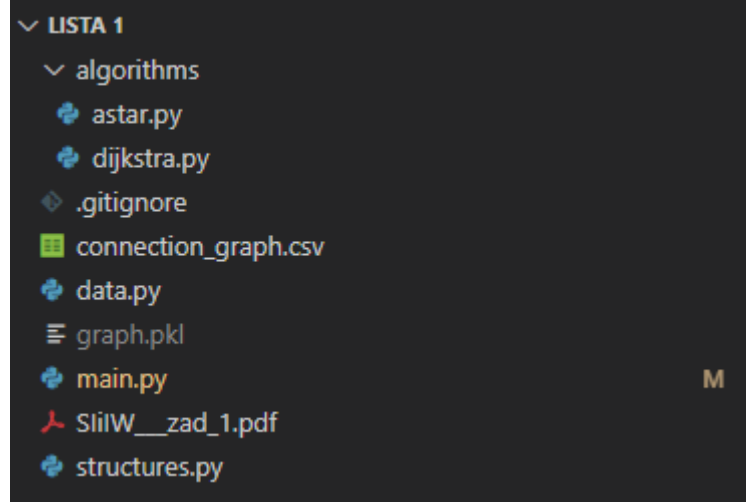 LISTA 1
algorithms
astar.py
dijkstra.py
.gitignore
connection_graph.csv
data.py
graph.pkl
main.py M
SIiIW___zad_1.pdf
structures.py